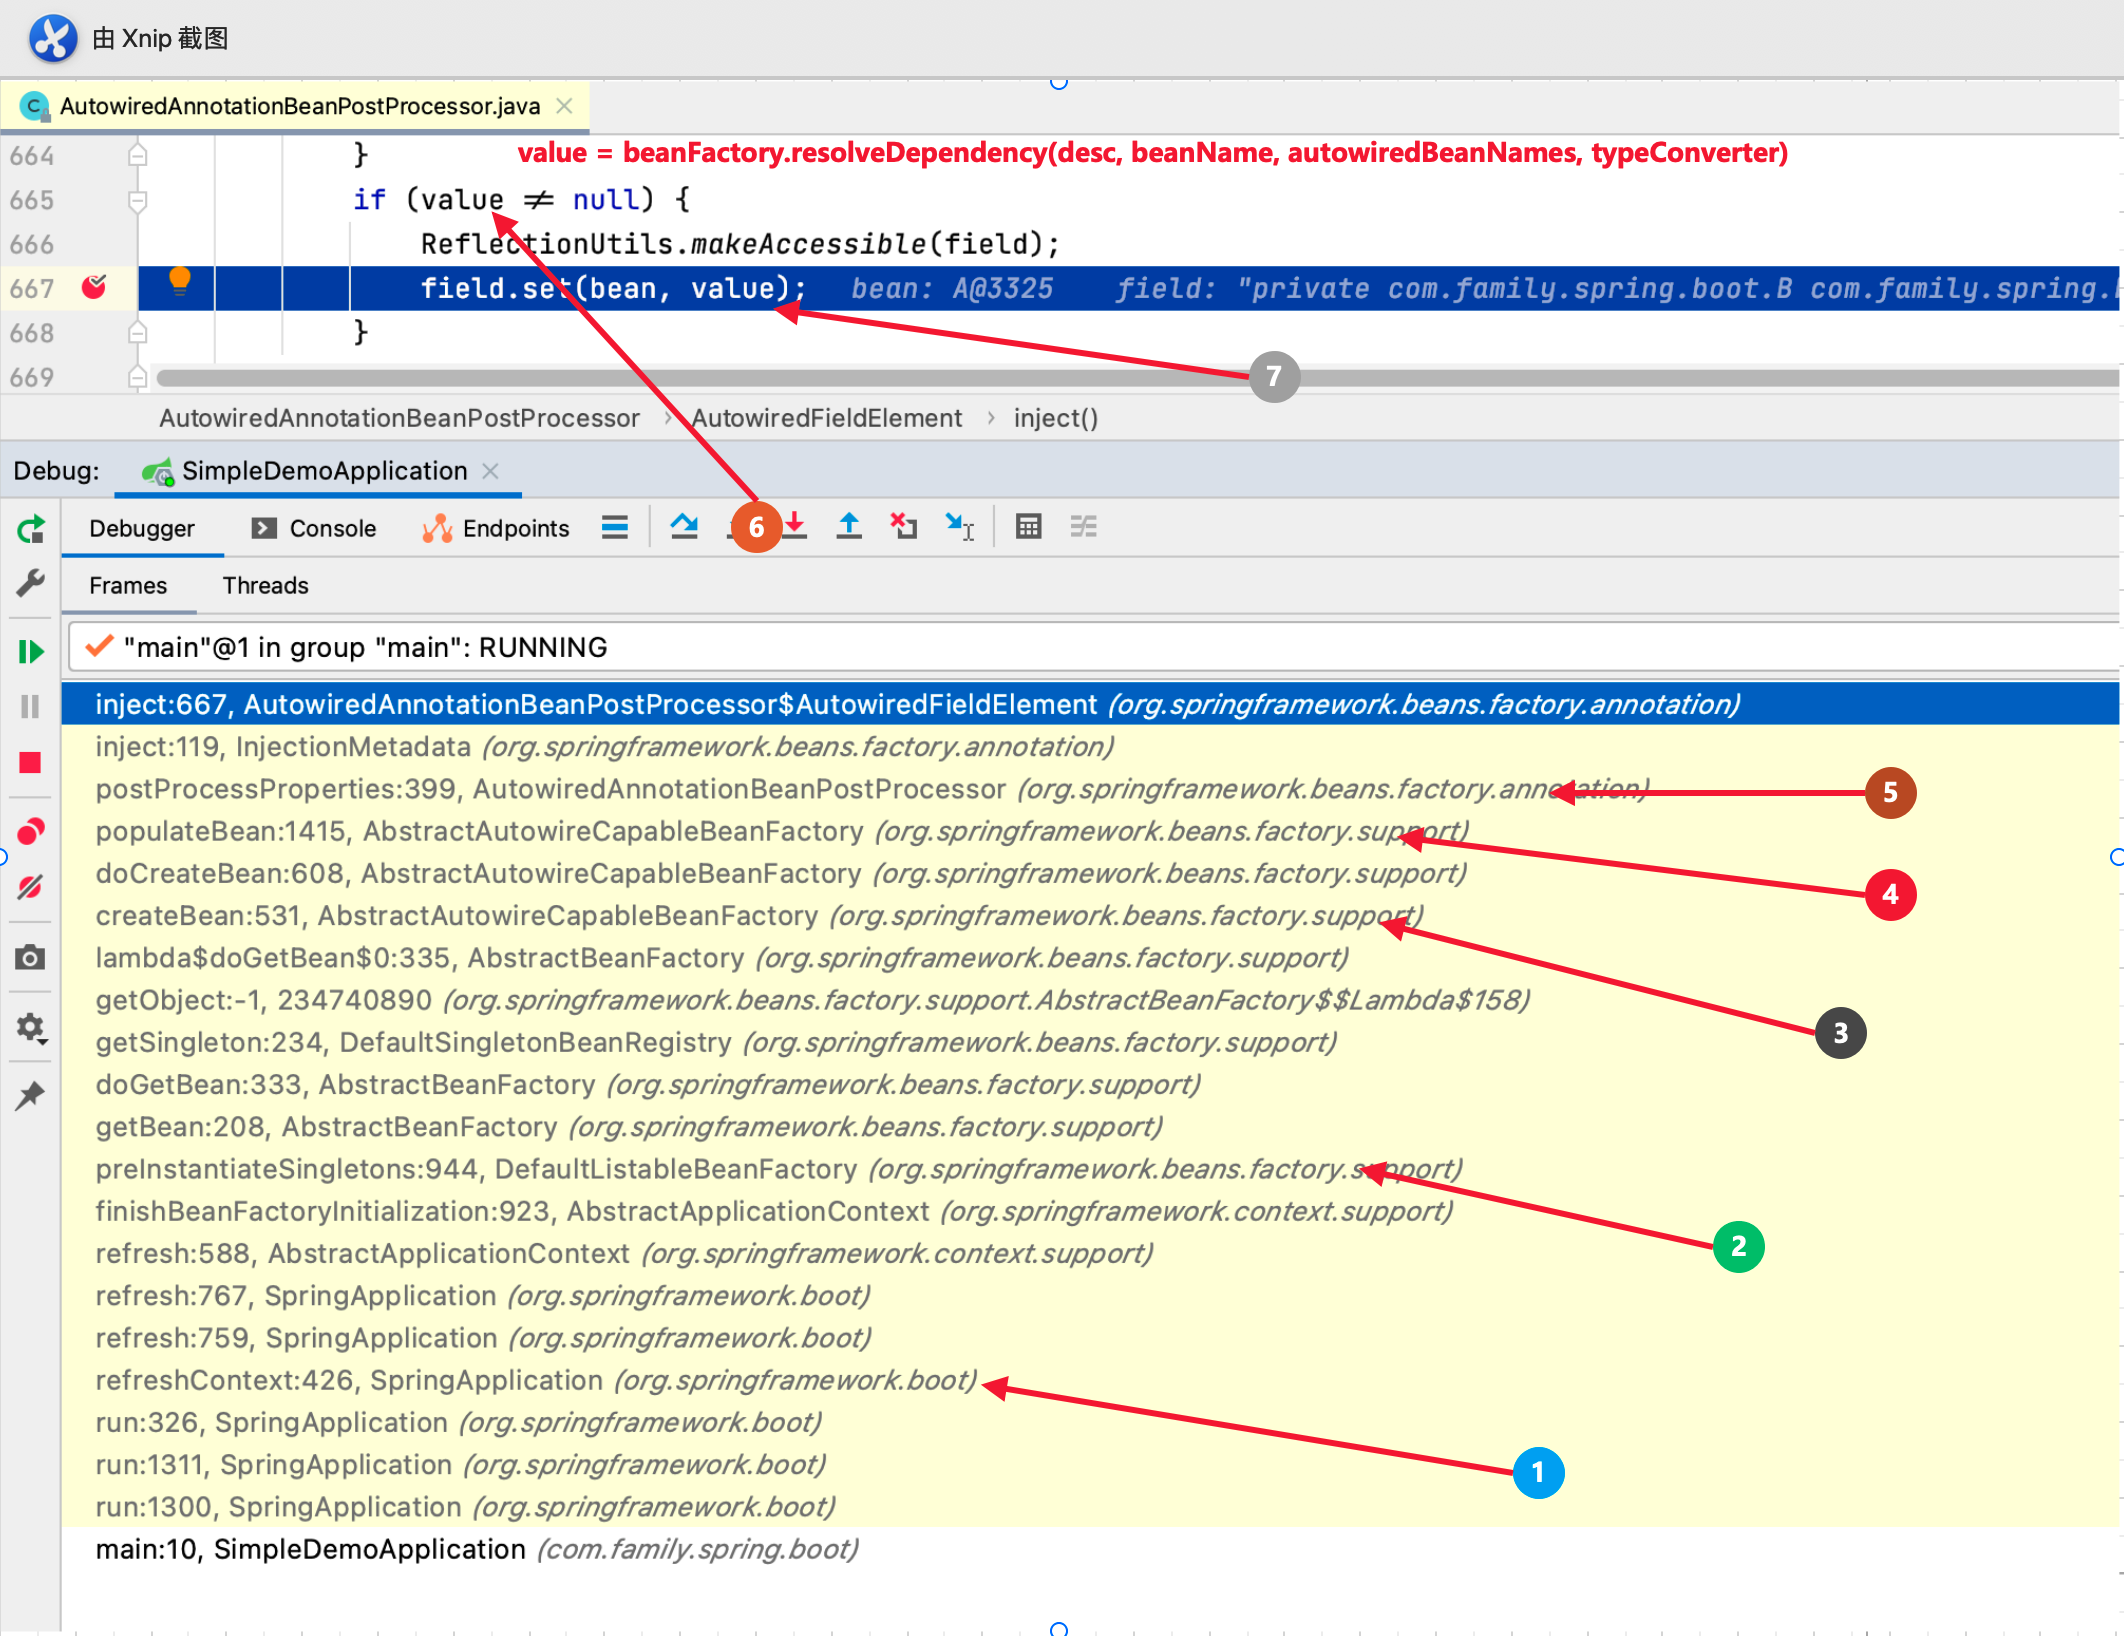 由 Xnip 截图
AutowiredAnnotationBeanPostProcessor.java
664 } value = beanFactory.resolveDependency(desc, beanName, autowiredBeanNames, typeConverter)
665 if (value ≠ null) {
666 ReflectionUtils.makeAccessible(field);
667 field.set(bean, value); bean: A@3325 field: "private com.family.spring.boot.B com.family.spring.
668 }
669
7
AutowiredAnnotationBeanPostProcessor › AutowiredFieldElement › inject()
Debug: SimpleDemoApplication
Debugger Console Endpoints 6
Frames Threads
"main"@1 in group "main": RUNNING
inject:667, AutowiredAnnotationBeanPostProcessor$AutowiredFieldElement (org.springframework.beans.factory.annotation)
inject:119, InjectionMetadata (org.springframework.beans.factory.annotation)
postProcessProperties:399, AutowiredAnnotationBeanPostProcessor (org.springframework.beans.factory.annotation) 5
populateBean:1415, AbstractAutowireCapableBeanFactory (org.springframework.beans.factory.support)
doCreateBean:608, AbstractAutowireCapableBeanFactory (org.springframework.beans.factory.support) 4
createBean:531, AbstractAutowireCapableBeanFactory (org.springframework.beans.factory.support)
lambda$doGetBean$0:335, AbstractBeanFactory (org.springframework.beans.factory.support)
getObject:-1, 234740890 (org.springframework.beans.factory.support.AbstractBeanFactory$$Lambda$158)
getSingleton:234, DefaultSingletonBeanRegistry (org.springframework.beans.factory.support) 3
doGetBean:333, AbstractBeanFactory (org.springframework.beans.factory.support)
getBean:208, AbstractBeanFactory (org.springframework.beans.factory.support)
preInstantiateSingletons:944, DefaultListableBeanFactory (org.springframework.beans.factory.support)
finishBeanFactoryInitialization:923, AbstractApplicationContext (org.springframework.context.support)
refresh:588, AbstractApplicationContext (org.springframework.context.support) 2
refresh:767, SpringApplication (org.springframework.boot)
refresh:759, SpringApplication (org.springframework.boot)
refreshContext:426, SpringApplication (org.springframework.boot)
run:326, SpringApplication (org.springframework.boot)
run:1311, SpringApplication (org.springframework.boot) 1
run:1300, SpringApplication (org.springframework.boot)
main:10, SimpleDemoApplication (com.family.spring.boot)